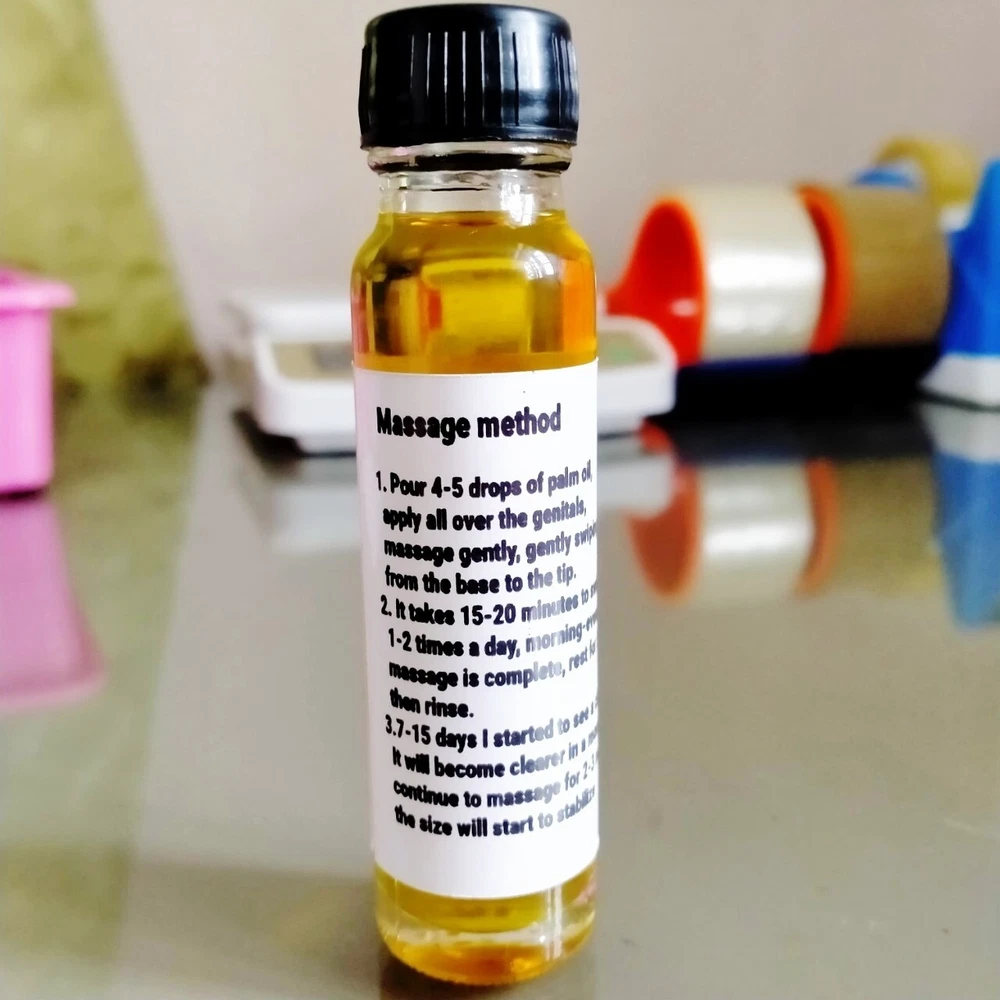 Massage method
1. Pour 4-5 drops of palm oil,
apply all over the genitals,
massage gently, gently
from the base to the tip.
2. It takes 15-20 minutes to
1-2 times a day,
massage is complete, rest
then rinse.
3.7-15 days I started to see a
It will become clearer in a
continue to massage for 2-3
the size will start to stabilize